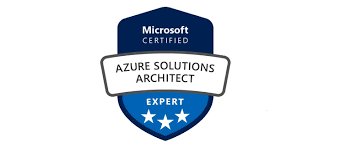 Microsoft
CERTIFIED
AZURE SOLUTIONS
ARCHITECT
EXPERT